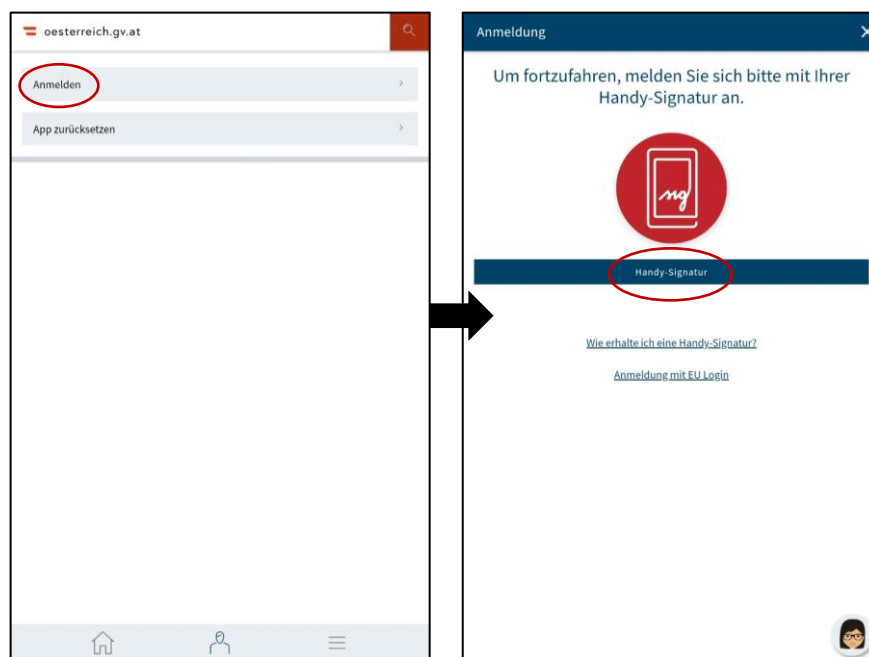 oesterreich.gv.at
Anmelden
App zurücksetzen
Anmeldung
Um fortzufahren, melden Sie sich bitte mit Ihrer
Handy-Signatur an.
Handy-Signatur
Wie erhalte ich eine Handy-Signatur?
Anmeldung mit EU Login